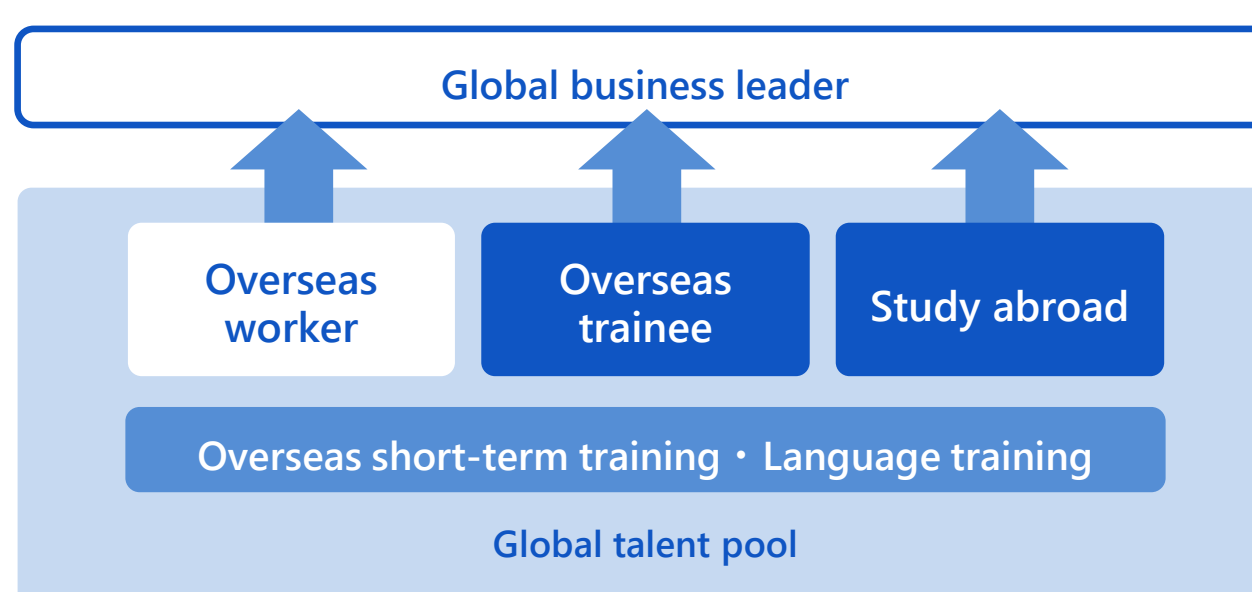 Global business leader
Overseas
worker
Overseas
trainee
Study abroad
Overseas short-term training・Language training
Global talent pool